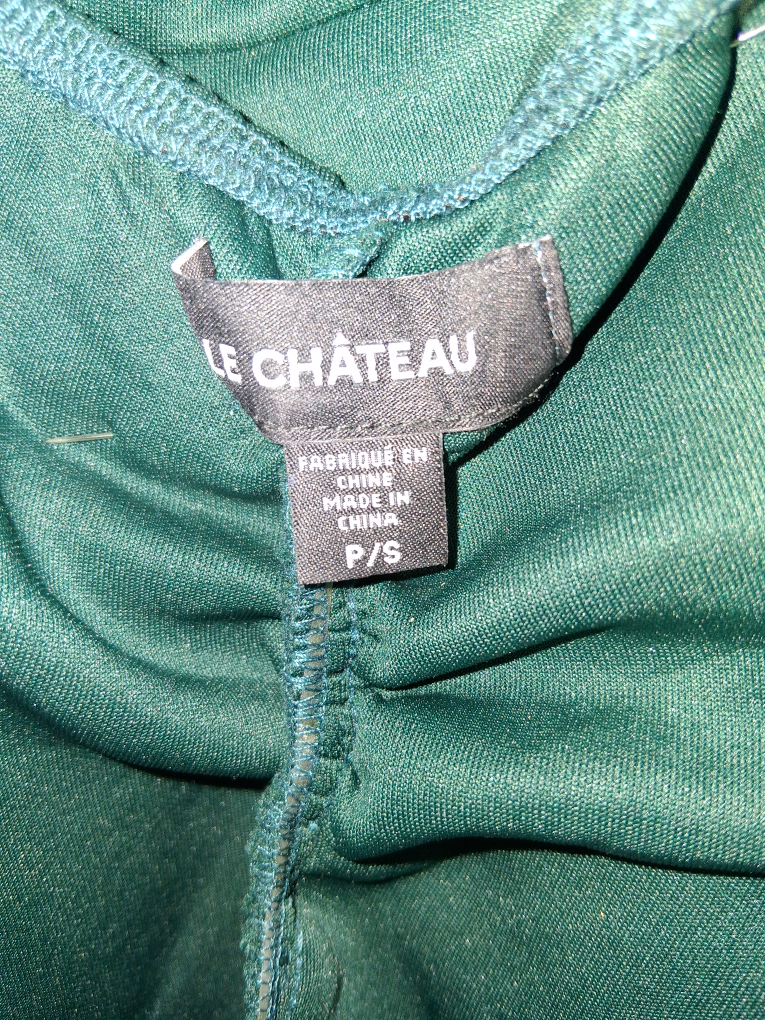 LE CHÂTEAU
FABRIQUÉ EN
CHINE
MADE IN
CHINA
P/S